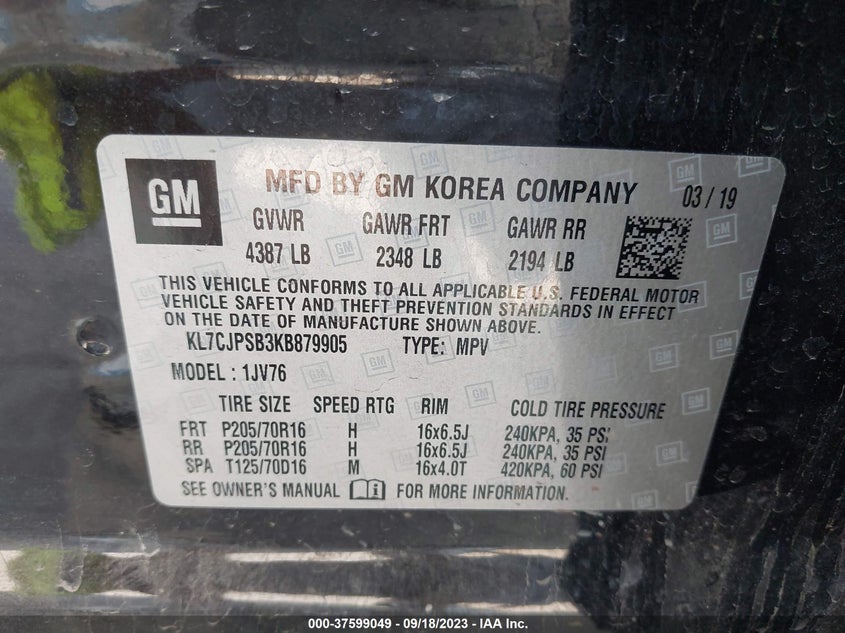 GM
MFD BY GM KOREA COMPANY 03 / 19
GVWR GAWR FRT GAWR RR
4387 LB 2348 LB 2194 LB
THIS VEHICLE CONFORMS TO ALL APPLICABLE U.S. FEDERAL MOTOR
VEHICLE SAFETY AND THEFT PREVENTION STANDARDS IN EFFECT
ON THE DATE OF MANUFACTURE SHOWN ABOVE.
KL7CJPSB3KB879905 TYPE: MPV
MODEL : 1JV76
TIRE SIZE SPEED RTG RIM COLD TIRE PRESSURE
FRT P205/70R16 H 16x6.5J 240KPA, 35 PSI
RR P205/70R16 H 16x6.5J 240KPA, 35 PSI
SPA T125/70D16 M 16x4.0T 420KPA, 60 PSI
SEE OWNER'S MANUAL FOR MORE INFORMATION.
000-37599049 - 09/18/2023 - IAA Inc.